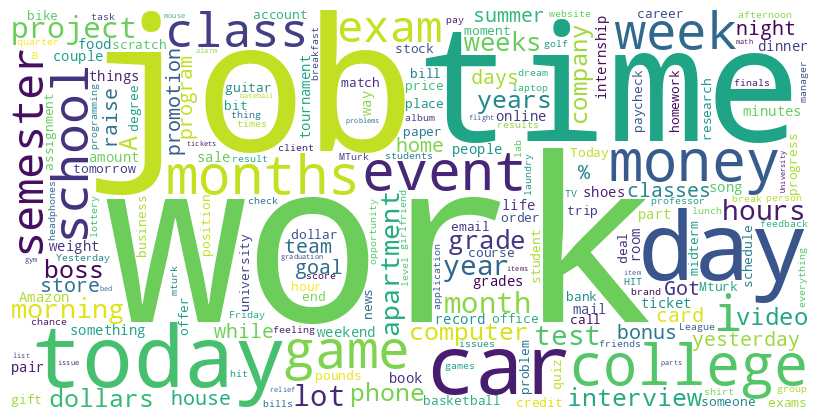 bike
task
mouse
project
food
scratch
couple
class
account
job
exam
summer
breakfast
guitar
bit
thing
times
tournament
stock
moment
match
album
bill
price
place
paper
home
weeks
days
years
way
online
people
time
pay
golf
website
career
company
internship
week
night
dinner
afternoon
math
dream
laptop
flight
results
paycheck
homework
research
finals
manager
minutes
quarter
alarm
baseball
tickets
problems
semester
school
things
programming
degree
A
assignment
amount
tomorrow
promotion
raise
program
sale
result
client
MTurk
students
lab
laundry
months
event
Today
%
TV
shoes
money
classes
song
break
person
University
progress
hours
professor
lunch
feedback
headphones
lottery
weight
Yesterday
boss
gym
business
position
check
university
dollar
team
goal
hour
end
opportunity
level
girlfriend
apartment
life
email
order
grade
course
year
grades
student
application
items
trip
deal
room
part
midterm
schedule
everything
day
work
store
Amazon
bed
morning
chance
something
mturk
offer
Friday
graduation
score
feeling
while
weekend
news
record
office
month
computer
issues
bank
mail
call
test
bonus
card
brand
ticket
Got
HIT
Mturk
League
friends
item
i
video
yesterday
today
list
issue
pair
gift
dollars
hit
house
bills
relief
pounds
game
lot
phone
book
games
basketball
car
problem
quiz
credit
interview
college
shirt
someone
parts
group
exams